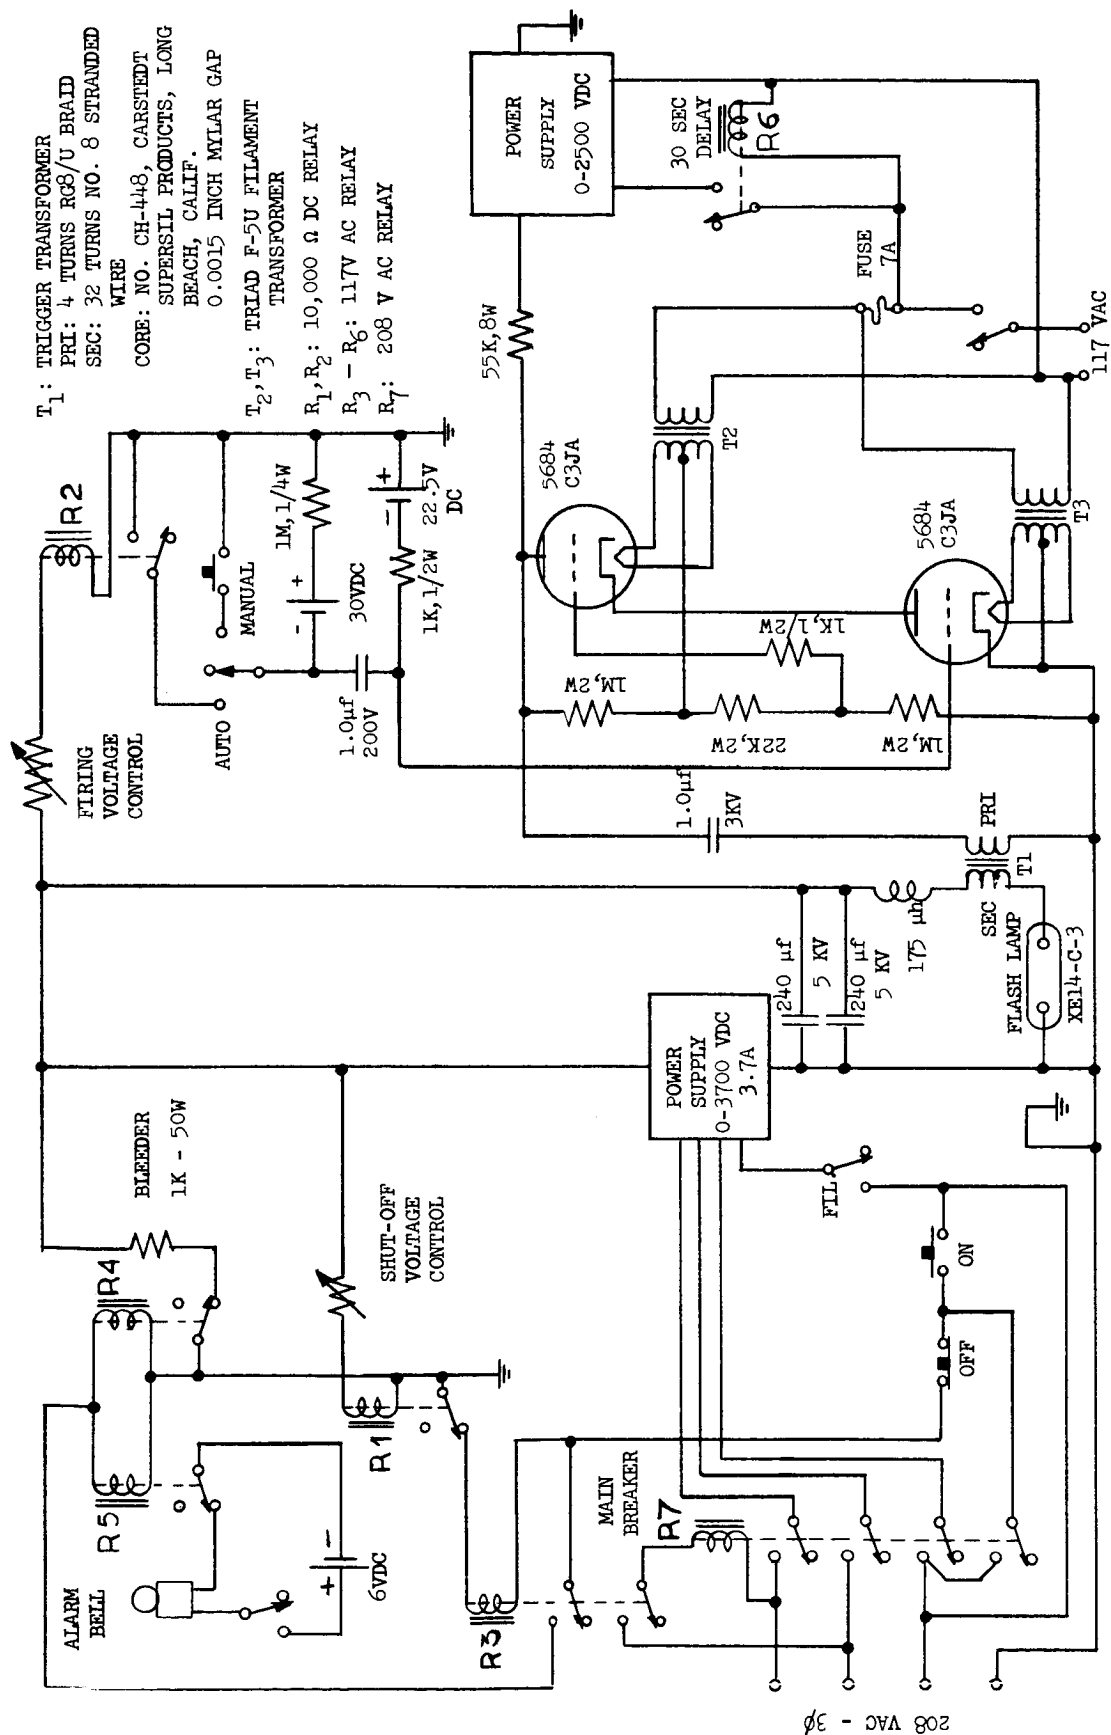 T1: TRIGGER TRANSFORMER
PRI: 4 TURNS RG8/U BRAID
SEC: 32 TURNS NO. 8 STRANDED
WIRE
CORE: NO. CH-448, CARSTEDT
SUPERSIL PRODUCTS, LONG
BEACH, CALIF.
0.0015 INCH MYLAR GAP
T2,T3: TRIAD F-5U FILAMENT
TRANSFORMER
R1,R2: 10,000 Ω DC RELAY
R3 - R6: 117V AC RELAY
R7: 208 V AC RELAY
ALARM
BELL
R5
R4
BLEEDER
1K - 50W
6VDC
+
-
R1
SHUT-OFF
VOLTAGE
CONTROL
R3
MAIN
BREAKER
R7
208 VAC - 3Ø
OFF
ON
FIL
POWER
SUPPLY
0-3700 VDC
3.7A
FIRING
VOLTAGE
CONTROL
R2
AUTO
MANUAL
30VDC
-
+
1M,1/4W
1.0µf
200V
1K,1/2W
-
+
22.5V
DC
240 µf
5 KV
240 µf
5 KV
175 µh
SEC
PRI
T1
FLASH LAMP
XE14-C-3
1.0µf
3KV
1M,2W
22K,2W
1M,2W
1K,1/2W
5684
C3JA
5684
C3JA
T2
T3
55K,8W
POWER
SUPPLY
0-2500 VDC
30 SEC
DELAY
R6
FUSE
7A
117 VAC